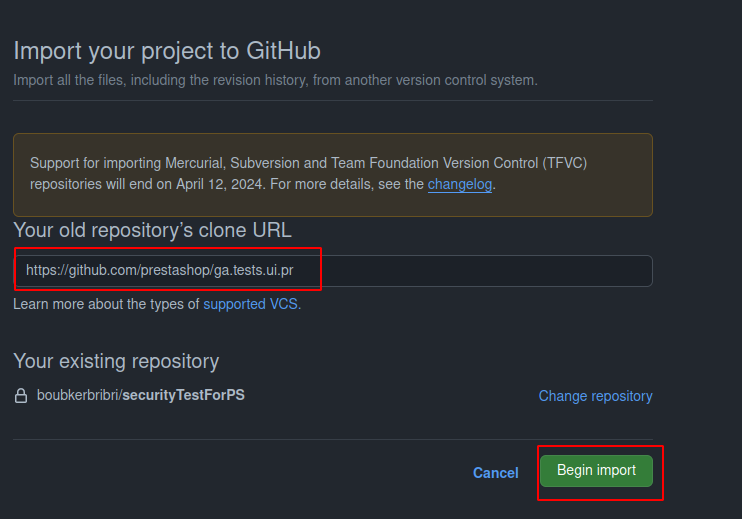 Import your project to GitHub
Import all the files, including the revision history, from another version control system.
Support for importing Mercurial, Subversion and Team Foundation Version Control (TFVC)
repositories will end on April 12, 2024. For more details, see the changelog.
Your old repository's clone URL
https://github.com/prestashop/ga.tests.ui.pr
Learn more about the types of supported VCS.
Your existing repository
boubkerbribri/securityTestForPS
Change repository
Cancel
Begin import